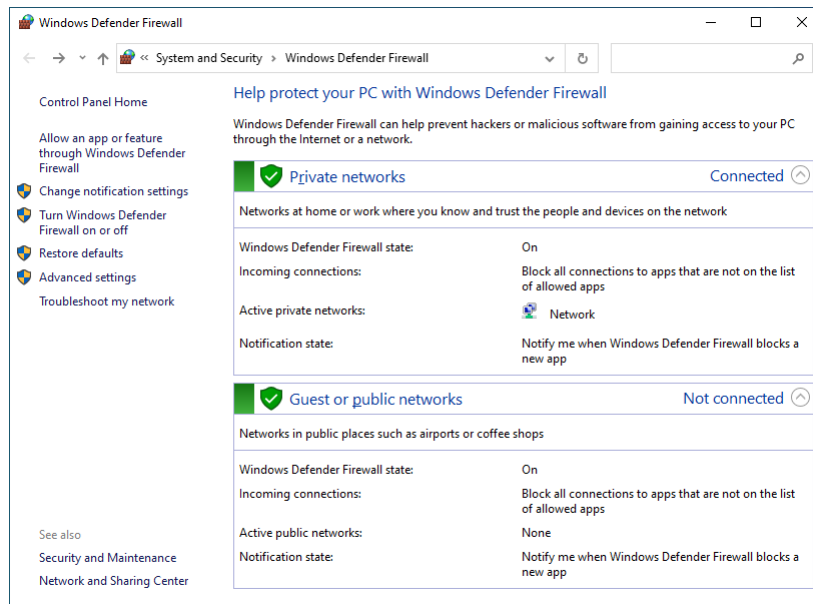 Windows Defender Firewall
« System and Security › Windows Defender Firewall
Control Panel Home
Allow an app or feature
through Windows Defender
Firewall
Change notification settings
Turn Windows Defender
Firewall on or off
Restore defaults
Advanced settings
Troubleshoot my network
See also
Security and Maintenance
Network and Sharing Center
Help protect your PC with Windows Defender Firewall
Windows Defender Firewall can help prevent hackers or malicious software from gaining access to your PC
through the Internet or a network.
Private networks Connected
Networks at home or work where you know and trust the people and devices on the network
Windows Defender Firewall state: On
Incoming connections: Block all connections to apps that are not on the list
of allowed apps
Active private networks: Network
Notification state: Notify me when Windows Defender Firewall blocks a
new app
Guest or public networks Not connected
Networks in public places such as airports or coffee shops
Windows Defender Firewall state: On
Incoming connections: Block all connections to apps that are not on the list
of allowed apps
Active public networks: None
Notification state: Notify me when Windows Defender Firewall blocks a
new app